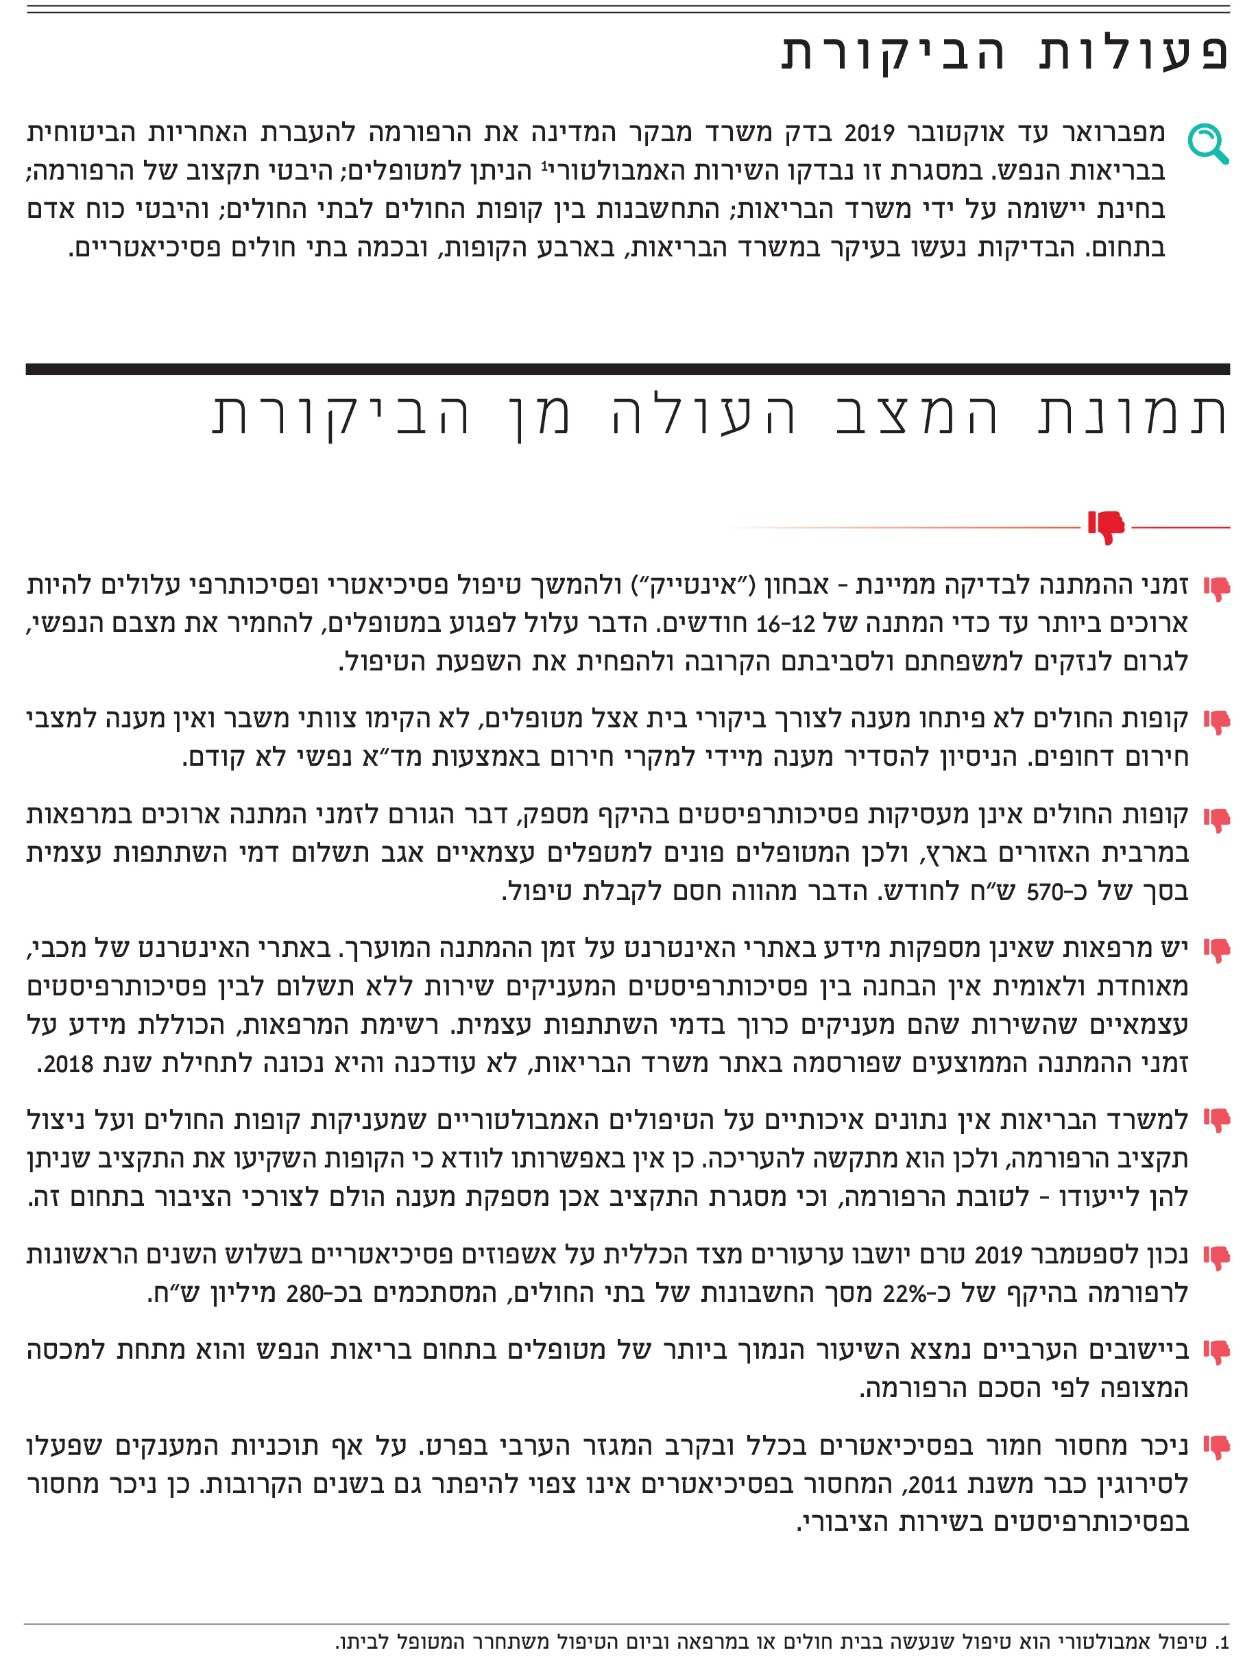 פעולות הביקורת
מפברואר עד אוקטובר 2019 בדק משרד מבקר המדינה את הרפורמה להעברת האחריות הביטוחית
בבריאות הנפש. במסגרת זו נבדקו השירות האמבולטורי¹ הניתן למטופלים; היבטי תקצוב של הרפורמה;
בחינת יישומה על ידי משרד הבריאות; התחשבנות בין קופות החולים לבתי החולים; והיבטי כוח אדם
בתחום. הבדיקות נעשו בעיקר במשרד הבריאות, בארבע הקופות, ובכמה בתי חולים פסיכיאטריים.
תמונת המצב העולה מן הביקורת
זמני ההמתנה לבדיקה ממיינת - אבחון ("אינטייק") ולהמשך טיפול פסיכיאטרי ופסיכותרפי עלולים להיות
ארוכים ביותר עד כדי המתנה של 12–16 חודשים. הדבר עלול לפגוע במטופלים, להחמיר את מצבם הנפשי,
לגרום לנזקים למשפחתם ולסביבתם הקרובה ולהפחית את השפעת הטיפול.
קופות החולים לא פיתחו מענה לצורך ביקורי בית אצל מטופלים, לא הקימו צוותי משבר ואין מענה למצבי
חירום דחופים. הניסיון להסדיר מענה מיידי למקרי חירום באמצעות מד"א נפשי לא קודם.
קופות החולים אינן מעסיקות פסיכותרפיסטים בהיקף מספק, דבר הגורם לזמני המתנה ארוכים במרפאות
במרבית האזורים בארץ, ולכן המטופלים פונים למטפלים עצמאיים אגב תשלום דמי השתתפות עצמית
בסך של כ-570 ש"ח לחודש. הדבר מהווה חסם לקבלת טיפול.
יש מרפאות שאינן מספקות מידע באתרי האינטרנט על זמן ההמתנה המוערך. באתרי האינטרנט של מכבי,
מאוחדת ולאומית אין הבחנה בין פסיכותרפיסטים המעניקים שירות ללא תשלום לבין פסיכותרפיסטים
עצמאיים שהשירות שהם מעניקים כרוך בדמי השתתפות עצמית. רשימת המרפאות, הכוללת מידע על
זמני ההמתנה הממוצעים שפורסמה באתר משרד הבריאות, לא עודכנה והיא נכונה לתחילת שנת 2018.
למשרד הבריאות אין נתונים איכותיים על הטיפולים האמבולטוריים שמעניקות קופות החולים ועל ניצול
תקציב הרפורמה, ולכן הוא מתקשה להעריכה. כן אין באפשרותו לוודא כי הקופות השקיעו את התקציב שניתן
להן לייעודו - לטובת הרפורמה, וכי מסגרת התקציב אכן מספקת מענה הולם לצורכי הציבור בתחום זה.
נכון לספטמבר 2019 טרם יושבו ערעורים מצד הכללית על אשפוזים פסיכיאטריים בשלוש השנים הראשונות
לרפורמה בהיקף של כ-22% מסך החשבונות של בתי החולים, המסתכמים בכ-280 מיליון ש"ח.
ביישובים הערביים נמצא השיעור הנמוך ביותר של מטופלים בתחום בריאות הנפש והוא מתחת למכסה
המצופה לפי הסכם הרפורמה.
ניכר מחסור חמור בפסיכיאטרים בכלל ובקרב המגזר הערבי בפרט. על אף תוכניות המענקים שפעלו
לסירוגין כבר משנת 2011, המחסור בפסיכיאטרים אינו צפוי להיפתר גם בשנים הקרובות. כן ניכר מחסור
בפסיכותרפיסטים בשירות הציבורי.
1. טיפול אמבולטורי הוא טיפול שנעשה בבית חולים או במרפאה וביום הטיפול משתחרר המטופל לביתו.